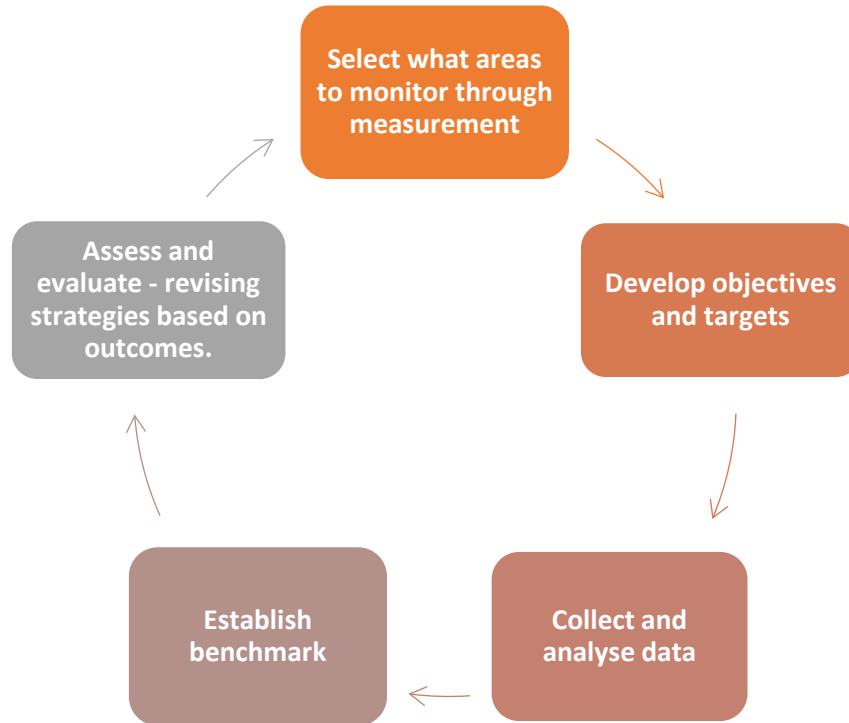 Select what areas
to monitor through
measurement
Develop objectives
and targets
Collect and
analyse data
Establish
benchmark
Assess and
evaluate - revising
strategies based on
outcomes.